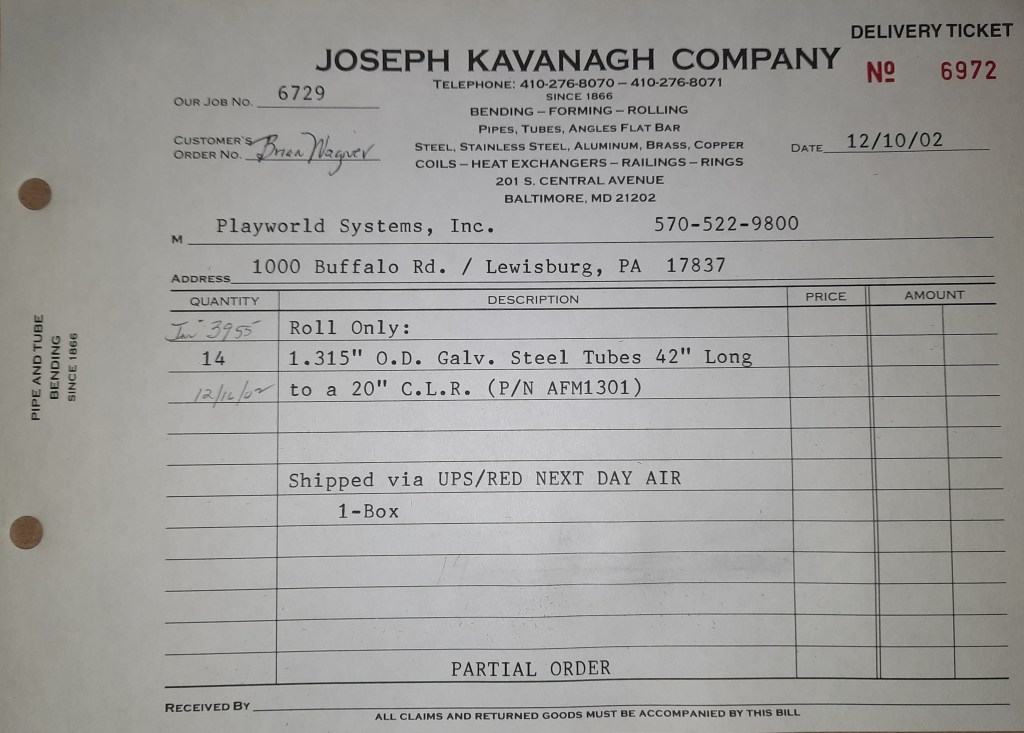 DELIVERY TICKET
JOSEPH KAVANAGH COMPANY
Nº 6972
TELEPHONE: 410-276-8070 – 410-276-8071
SINCE 1866
OUR JOB NO. 6729
BENDING – FORMING – ROLLING
PIPES, TUBES, ANGLES FLAT BAR
CUSTOMER'S
ORDER NO. Brian Wagner
STEEL, STAINLESS STEEL, ALUMINUM, BRASS, COPPER
DATE 12/10/02
COILS – HEAT EXCHANGERS – RAILINGS – RINGS
201 S. CENTRAL AVENUE
BALTIMORE, MD 21202
M Playworld Systems, Inc. 570-522-9800
ADDRESS 1000 Buffalo Rd. / Lewisburg, PA 17837
QUANTITY DESCRIPTION PRICE AMOUNT
Inv 3955 Roll Only:
14 1.315" O.D. Galv. Steel Tubes 42" Long
to a 20" C.L.R. (P/N AFM1301)
Shipped via UPS/RED NEXT DAY AIR
1-Box
PARTIAL ORDER
RECEIVED BY
ALL CLAIMS AND RETURNED GOODS MUST BE ACCOMPANIED BY THIS BILL
PIPE AND TUBE
BENDING
SINCE 1866